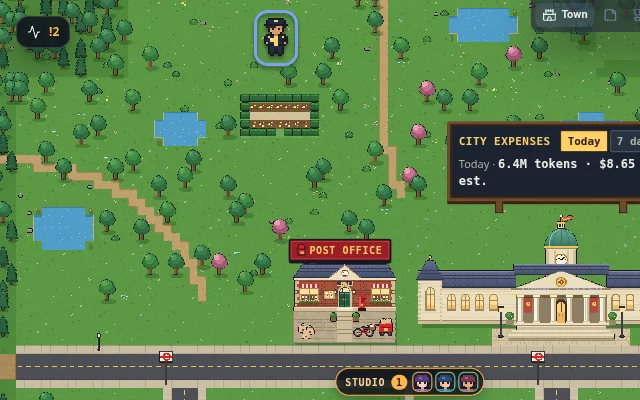 !2
Town
CITY EXPENSES Today 7 da
Today · 6.4M tokens · $8.65
est.
POST OFFICE
STUDIO 1